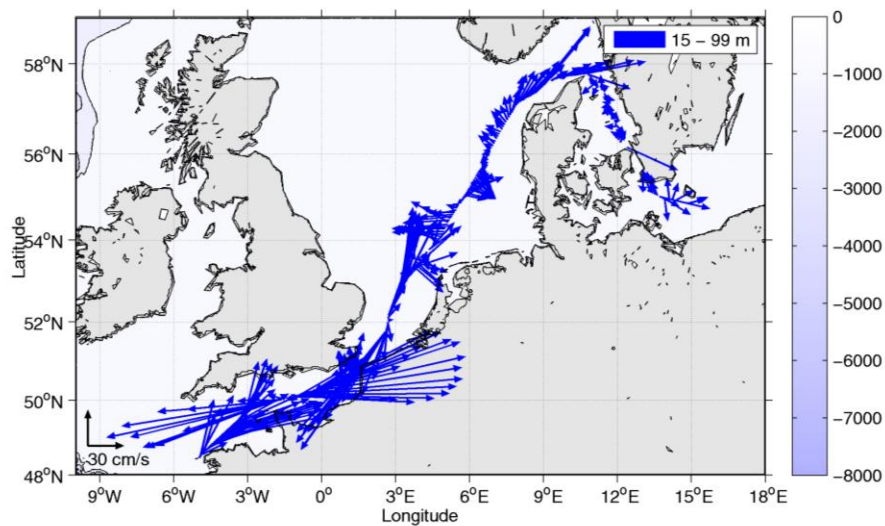 15 – 99 m
58°N
56°N
54°N
52°N
50°N
48°N
Latitude
30 cm/s
9°W
6°W
3°W
0°
3°E
6°E
9°E
12°E
15°E
18°E
Longitude
0
−1000
−2000
−3000
−4000
−5000
−6000
−7000
−8000